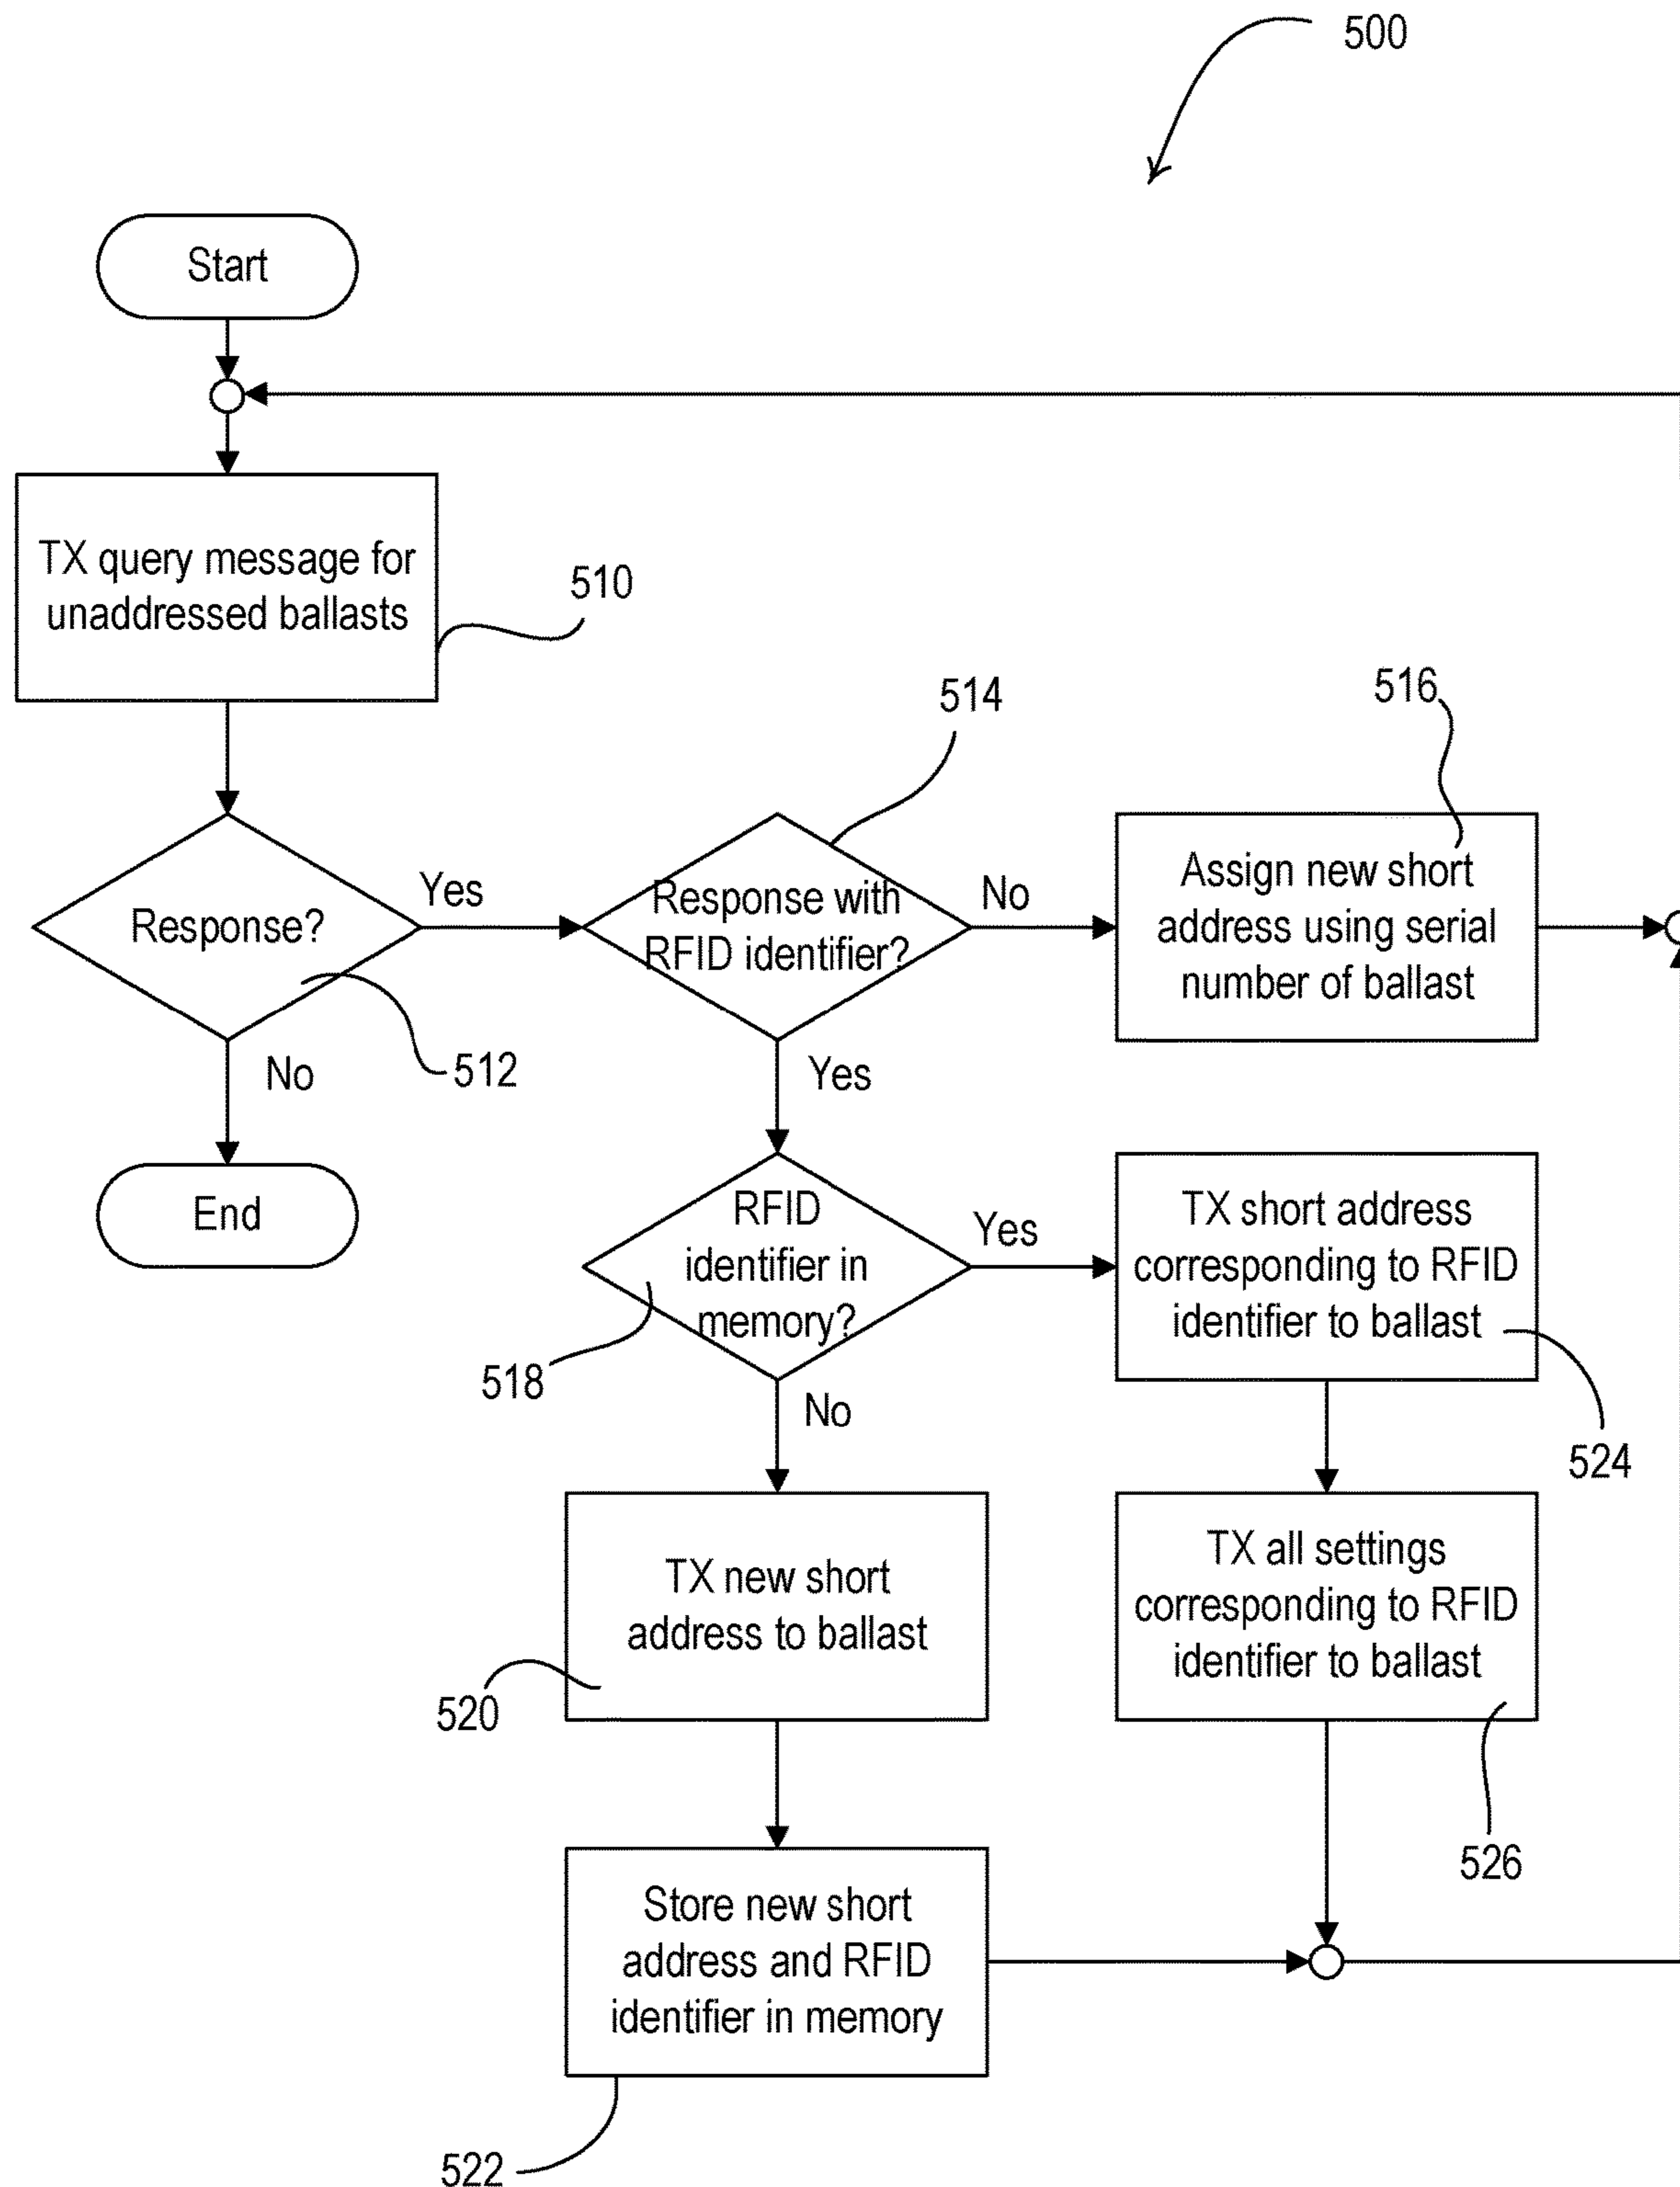 500
Start
TX query message for
unaddressed ballasts
510
514
516
Response?
Yes
Response with
RFID identifier?
No
Assign new short
address using serial
number of ballast
No
512
Yes
End
RFID
identifier in
memory?
Yes
TX short address
corresponding to RFID
identifier to ballast
518
No
524
TX new short
address to ballast
520
TX all settings
corresponding to RFID
identifier to ballast
526
Store new short
address and RFID
identifier in memory
522